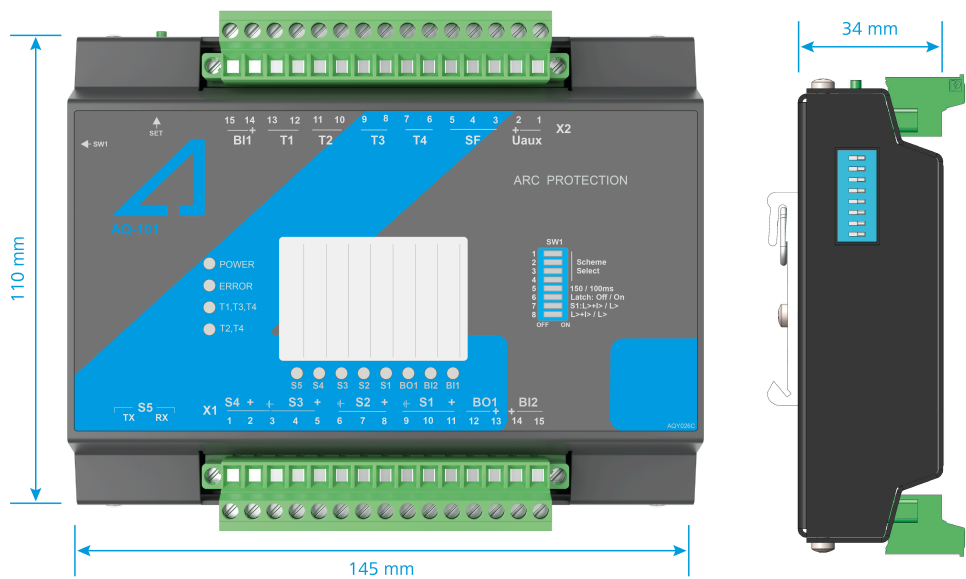 34 mm
15 14 13 12 11 10 9 8 7 6 5 4 3 2 1
+ +
BI1 T1 T2 T3 T4 SF Uaux X2
SET
SW1
ARC PROTECTION
AQ-101
SW1
1
2 Scheme
3 Select
4
5 150 / 100ms
6 Latch: Off / On
7 S1:L>+I> / L>
8 L>+I> / L>
OFF ON
POWER
ERROR
T1,T3,T4
T2,T4
110 mm
S5 S4 S3 S2 S1 BO1 BI2 BI1
S5
TX RX
X1 S4 + S3 + S2 + S1 + BO1 + + BI2
1 2 3 4 5 6 7 8 9 10 11 12 13 14 15
AQY026C
145 mm